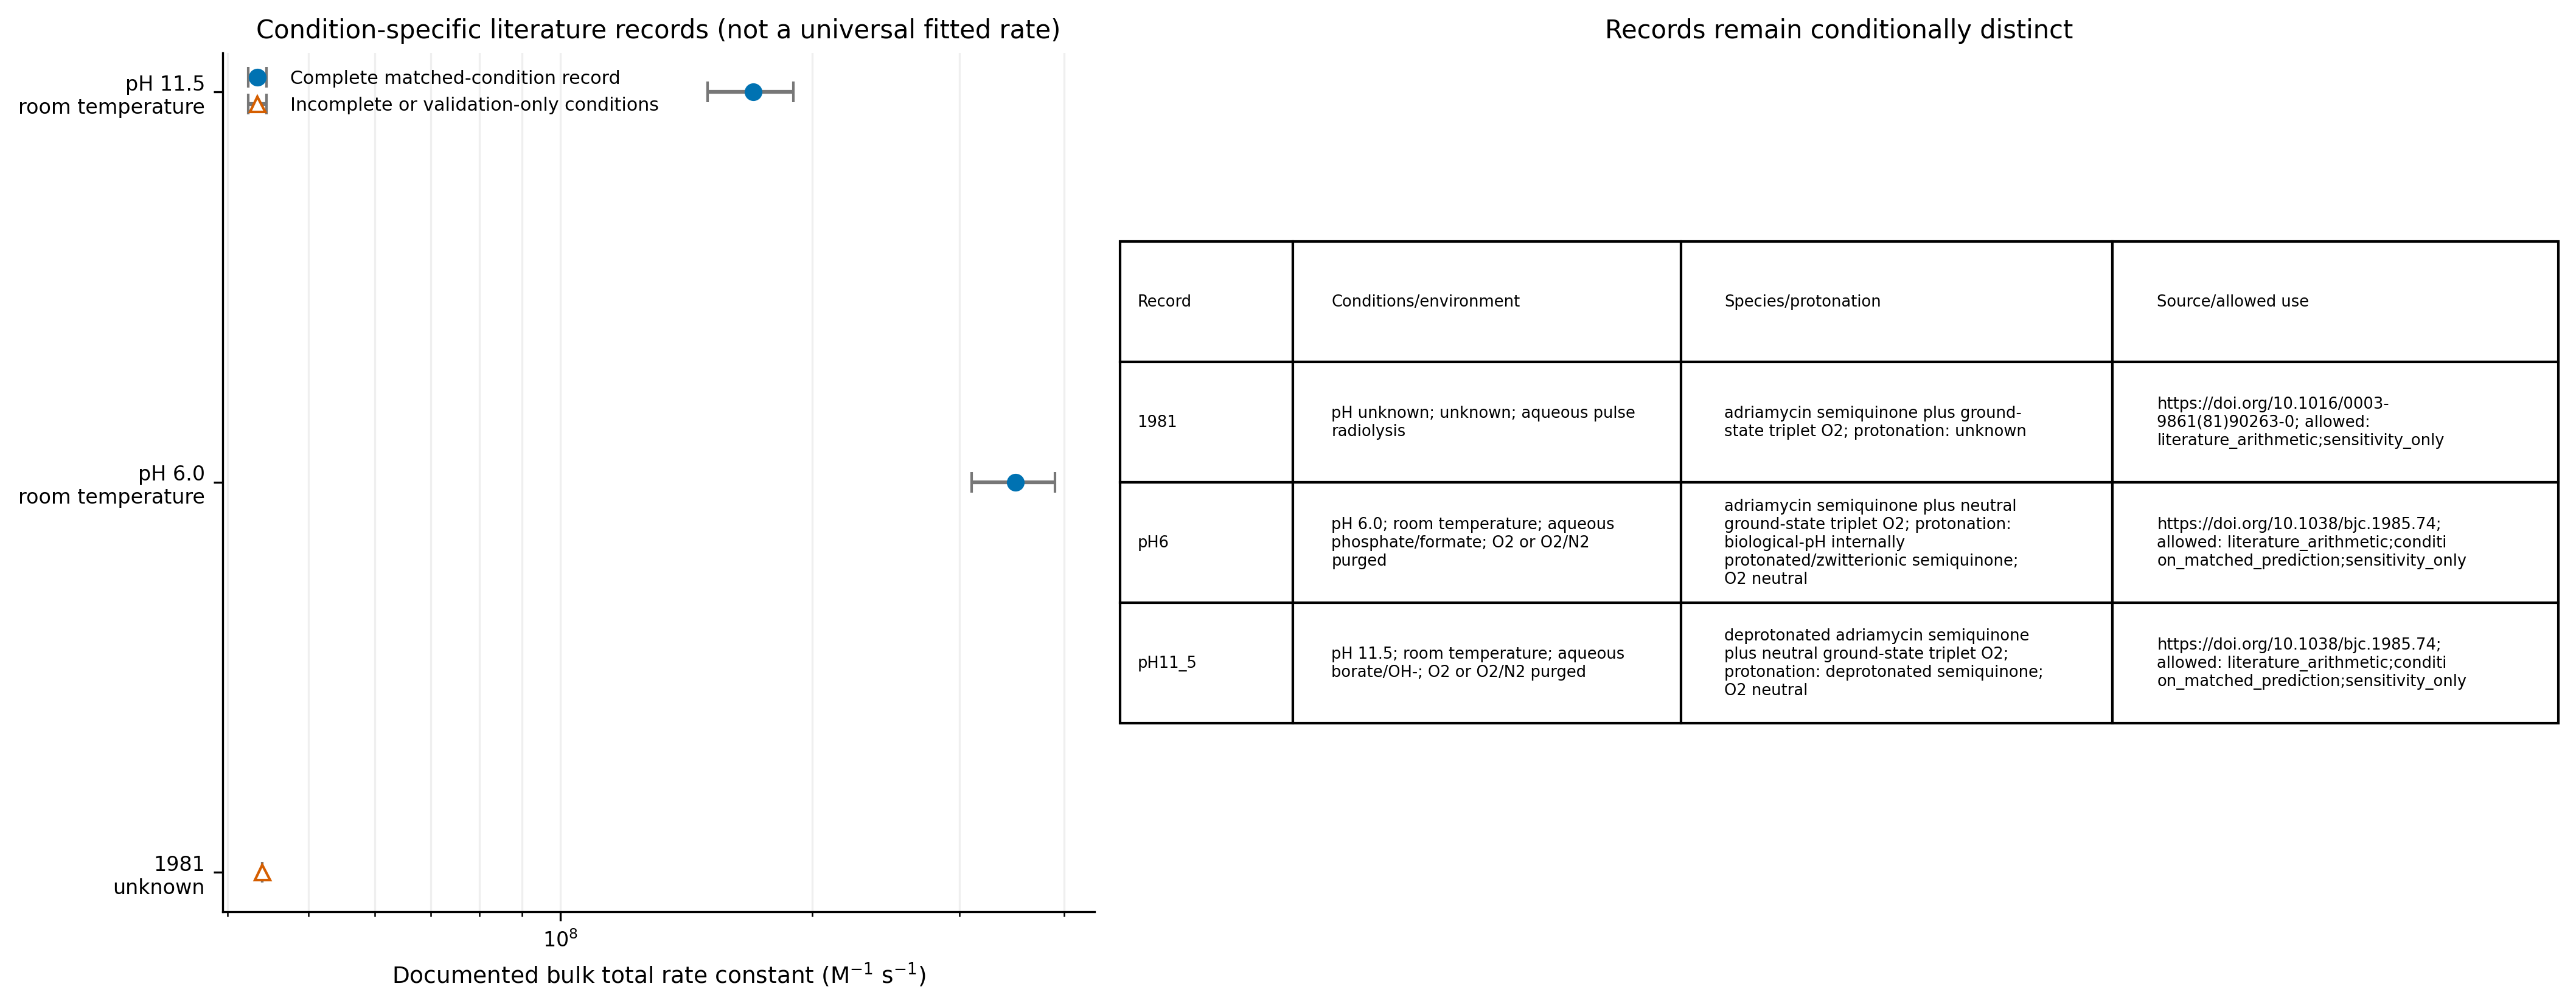 Condition-specific literature records (not a universal fitted rate)
Complete matched-condition record
Incomplete or validation-only conditions
pH 11.5
room temperature
pH 6.0
room temperature
1981
unknown
10⁸
Documented bulk total rate constant (M⁻¹ s⁻¹)
Records remain conditionally distinct
Record
Conditions/environment
Species/protonation
Source/allowed use
1981
pH unknown; unknown; aqueous pulse
radiolysis
adriamycin semiquinone plus ground-
state triplet O2; protonation: unknown
https://doi.org/10.1016/0003-
9861(81)90263-0; allowed:
literature_arithmetic;sensitivity_only
pH6
pH 6.0; room temperature; aqueous
phosphate/formate; O2 or O2/N2
purged
adriamycin semiquinone plus neutral
ground-state triplet O2; protonation:
biological-pH internally
protonated/zwitterionic semiquinone;
O2 neutral
https://doi.org/10.1038/bjc.1985.74;
allowed: literature_arithmetic;conditi
on_matched_prediction;sensitivity_only
pH11_5
pH 11.5; room temperature; aqueous
borate/OH-; O2 or O2/N2 purged
deprotonated adriamycin semiquinone
plus neutral ground-state triplet O2;
protonation: deprotonated semiquinone;
O2 neutral
https://doi.org/10.1038/bjc.1985.74;
allowed: literature_arithmetic;conditi
on_matched_prediction;sensitivity_only